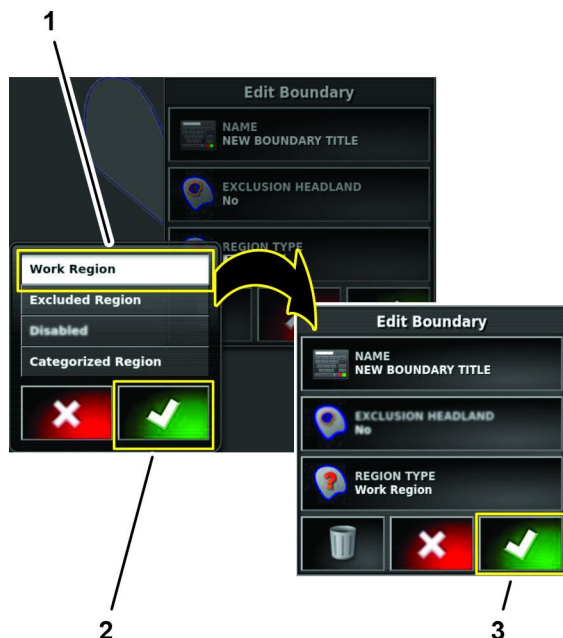 1
Edit Boundary
NAME
NEW BOUNDARY TITLE
EXCLUSION HEADLAND
No
REGION TYPE
Work Region
Excluded Region
Disabled
Categorized Region
Edit Boundary
NAME
NEW BOUNDARY TITLE
EXCLUSION HEADLAND
No
REGION TYPE
Work Region
2
3